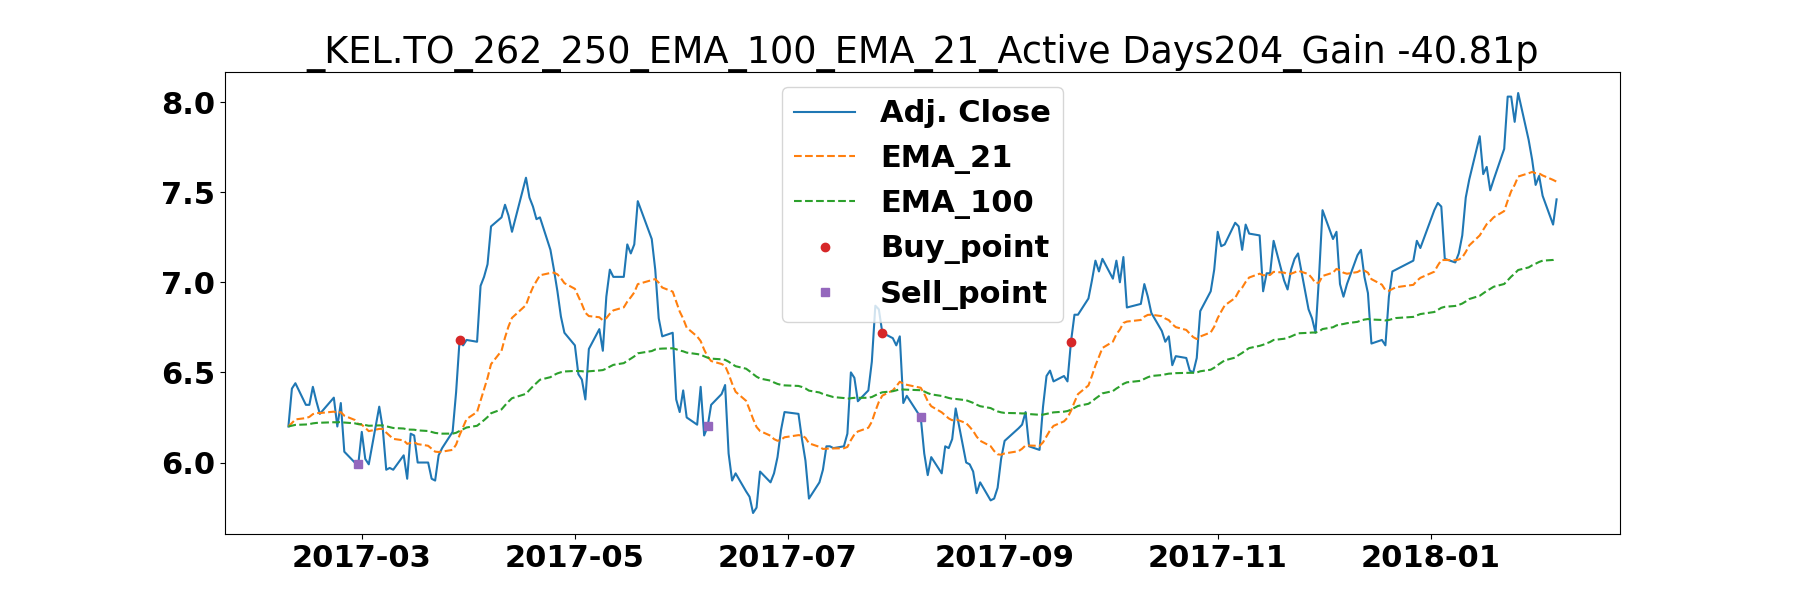 _KEL.TO_262_250_EMA_100_EMA_21_Active Days204_Gain -40.81p
8.0
7.5
7.0
6.5
6.0
Adj. Close
EMA_21
EMA_100
Buy_point
Sell_point
2017-03 2017-05 2017-07 2017-09 2017-11 2018-01